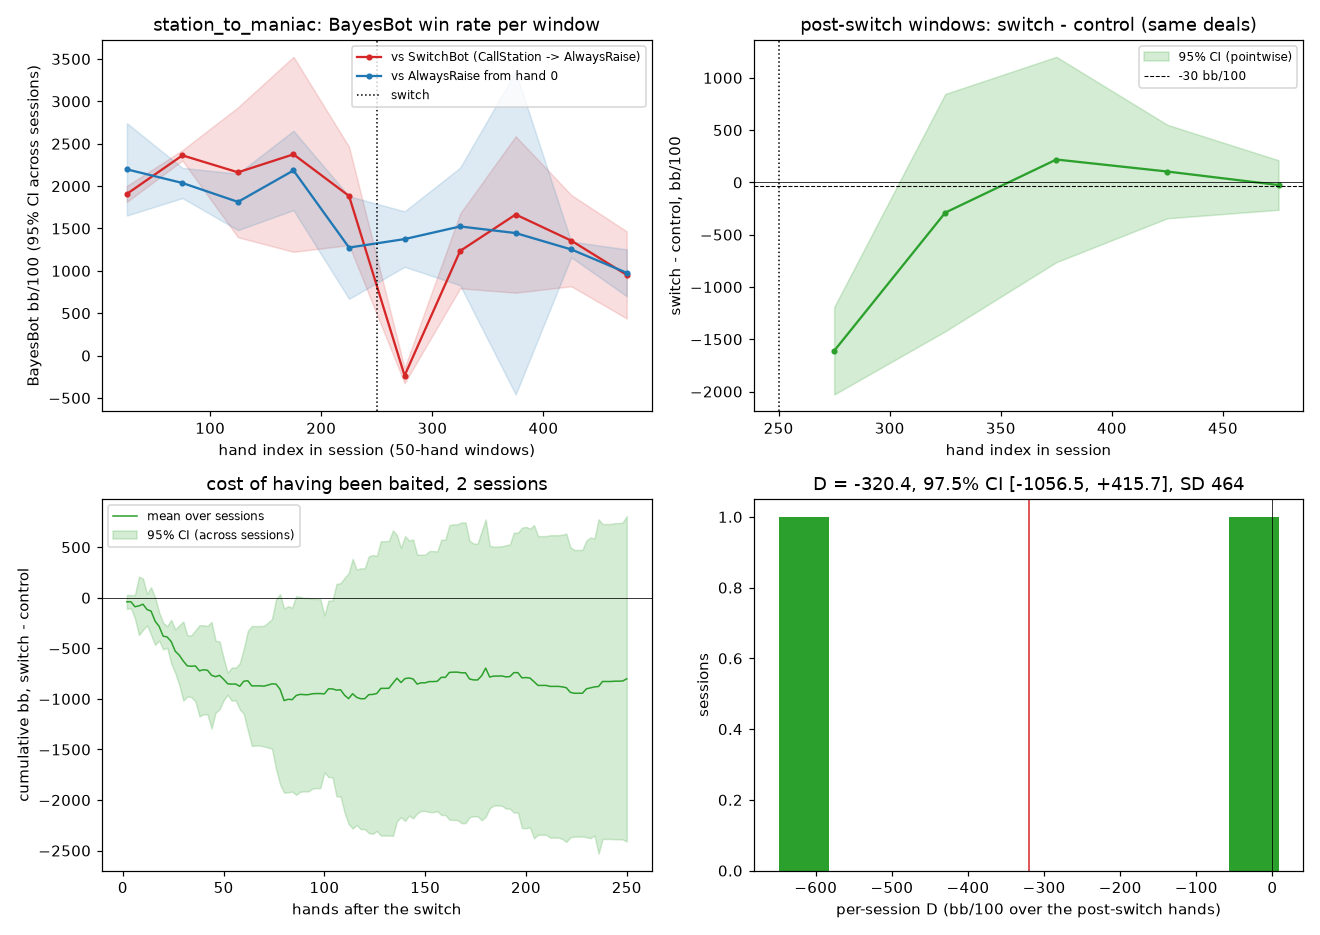 station_to_maniac: BayesBot win rate per window
BayesBot bb/100 (95% CI across sessions)
3500
3000
2500
2000
1500
1000
500
0
−500
vs SwitchBot (CallStation -> AlwaysRaise)
vs AlwaysRaise from hand 0
switch
100
200
300
400
hand index in session (50-hand windows)
post-switch windows: switch - control (same deals)
switch - control, bb/100
1000
500
0
−500
−1000
−1500
−2000
95% CI (pointwise)
-30 bb/100
250
300
350
400
450
hand index in session
cost of having been baited, 2 sessions
cumulative bb, switch - control
500
0
−500
−1000
−1500
−2000
−2500
mean over sessions
95% CI (across sessions)
0
50
100
150
200
250
hands after the switch
D = -320.4, 97.5% CI [-1056.5, +415.7], SD 464
sessions
1.0
0.8
0.6
0.4
0.2
0.0
−600
−500
−400
−300
−200
−100
0
per-session D (bb/100 over the post-switch hands)